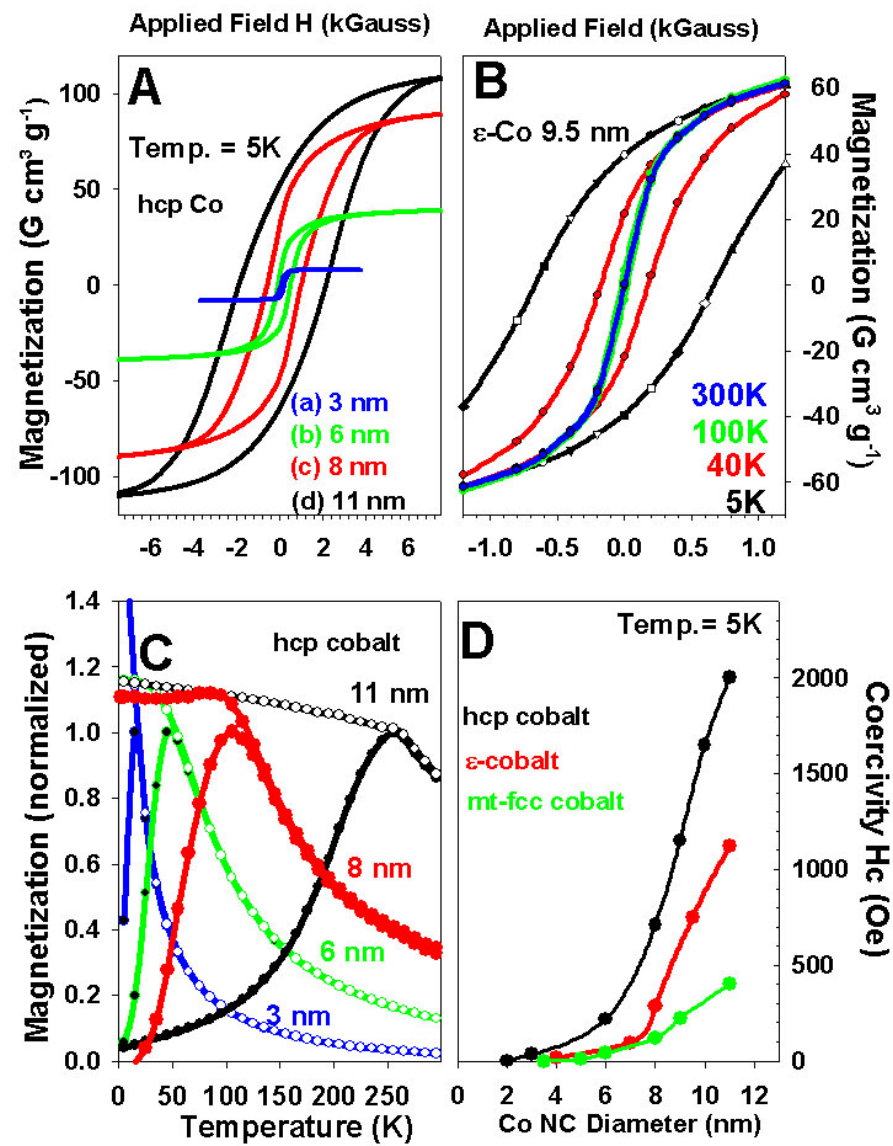 Applied Field H (kGauss)
Applied Field (kGauss)
A
Temp. = 5K
hcp Co
(a) 3 nm
(b) 6 nm
(c) 8 nm
(d) 11 nm
Magnetization (G cm³ g⁻¹)
100
50
0
-50
-100
-6 -4 -2 0 2 4 6
B
ε-Co 9.5 nm
300K
100K
40K
5K
60
40
20
0
-20
-40
-60
Magnetization (G cm³ g⁻¹)
-1.0 -0.5 0.0 0.5 1.0
C
hcp cobalt
11 nm
8 nm
6 nm
3 nm
Magnetization (normalized)
1.4
1.2
1.0
0.8
0.6
0.4
0.2
0.0
0 50 100 150 200 250
Temperature (K)
D
Temp.= 5K
hcp cobalt
ε-cobalt
mt-fcc cobalt
2000
1500
1000
500
0
Coercivity Hc (Oe)
0 2 4 6 8 10 12
Co NC Diameter (nm)